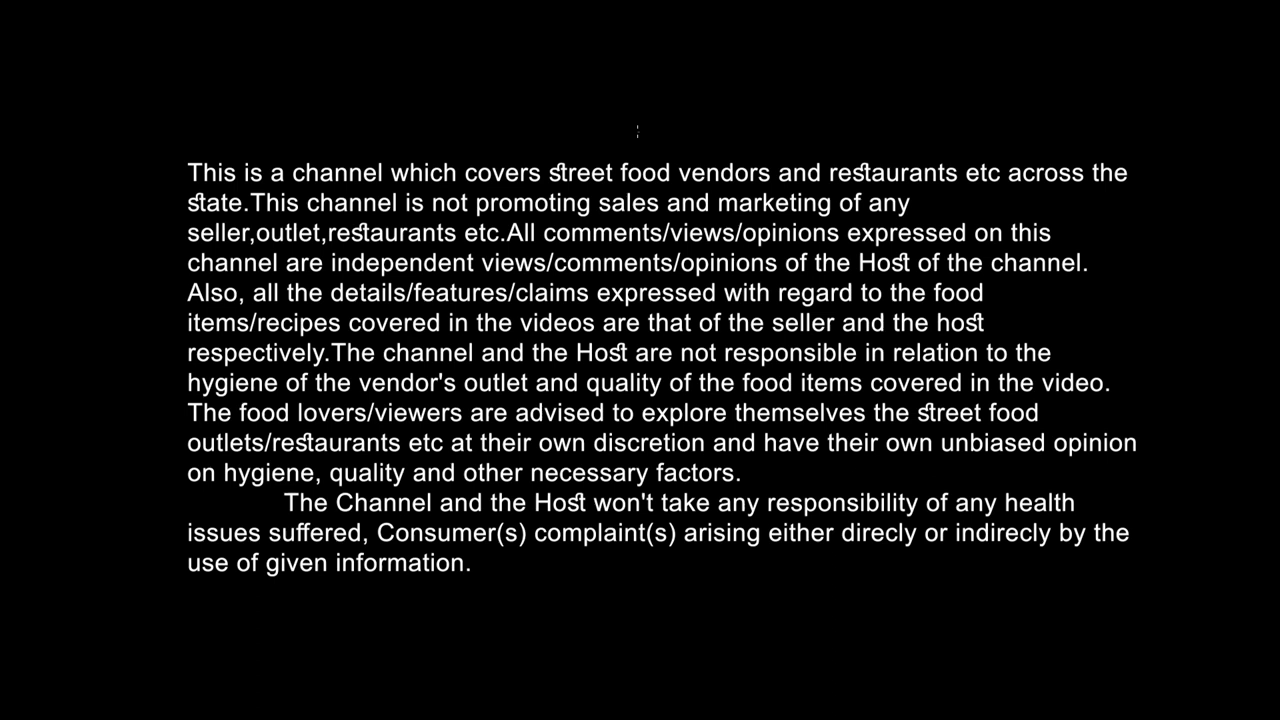 This is a channel which covers street food vendors and restaurants etc across the
state.This channel is not promoting sales and marketing of any
seller,outlet,restaurants etc.All comments/views/opinions expressed on this
channel are independent views/comments/opinions of the Host of the channel.
Also, all the details/features/claims expressed with regard to the food
items/recipes covered in the videos are that of the seller and the host
respectively.The channel and the Host are not responsible in relation to the
hygiene of the vendor's outlet and quality of the food items covered in the video.
The food lovers/viewers are advised to explore themselves the street food
outlets/restaurants etc at their own discretion and have their own unbiased opinion
on hygiene, quality and other necessary factors.
The Channel and the Host won't take any responsibility of any health
issues suffered, Consumer(s) complaint(s) arising either direcly or indirecly by the
use of given information.